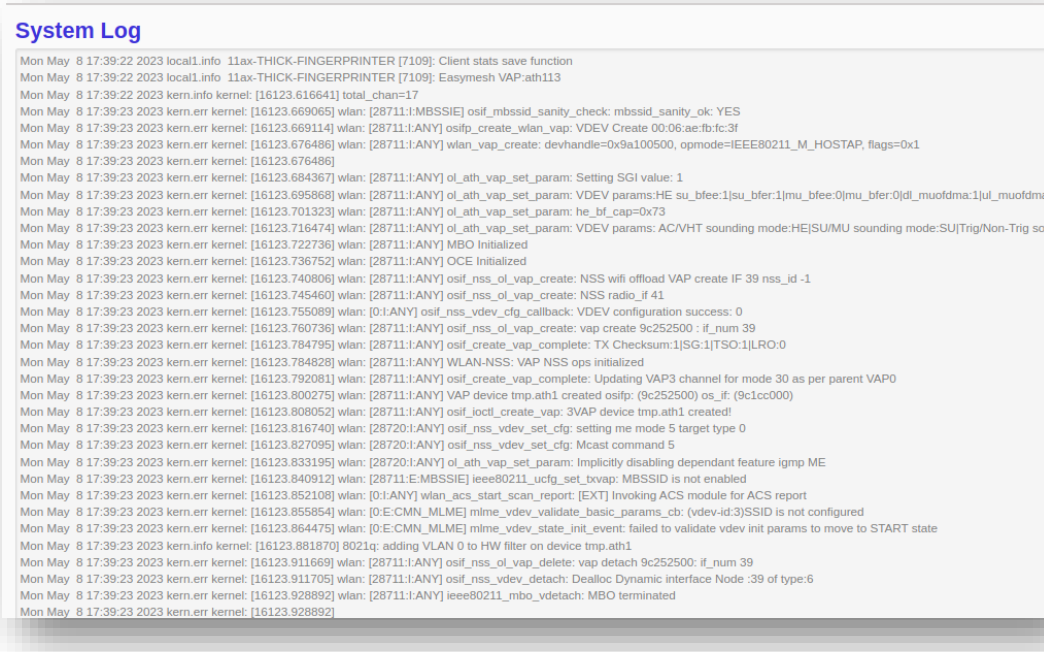 System Log
Mon May  8 17:39:22 2023 local1.info  11ax-THICK-FINGERPRINTER [7109]: Client stats save function
Mon May  8 17:39:22 2023 local1.info  11ax-THICK-FINGERPRINTER [7109]: Easymesh VAP:ath113
Mon May  8 17:39:22 2023 kern.info kernel: [16123.616641] total_chan=17
Mon May  8 17:39:23 2023 kern.err kernel: [16123.669065] wlan: [28711:I:MBSSIE] osif_mbssid_sanity_check: mbssid_sanity_ok: YES
Mon May  8 17:39:23 2023 kern.err kernel: [16123.669114] wlan: [28711:I:ANY] osifp_create_wlan_vap: VDEV Create 00:06:ae:fb:fc:3f
Mon May  8 17:39:23 2023 kern.err kernel: [16123.676486] wlan: [28711:I:ANY] wlan_vap_create: devhandle=0x9a100500, opmode=IEEE80211_M_HOSTAP, flags=0x1
Mon May  8 17:39:23 2023 kern.err kernel: [16123.676486]
Mon May  8 17:39:23 2023 kern.err kernel: [16123.684367] wlan: [28711:I:ANY] ol_ath_vap_set_param: Setting SGI value: 1
Mon May  8 17:39:23 2023 kern.err kernel: [16123.695868] wlan: [28711:I:ANY] ol_ath_vap_set_param: VDEV params:HE su_bfee:1|su_bfer:1|mu_bfee:0|mu_bfer:0|dl_muofdma:1|ul_muofdma
Mon May  8 17:39:23 2023 kern.err kernel: [16123.701323] wlan: [28711:I:ANY] ol_ath_vap_set_param: he_bf_cap=0x73
Mon May  8 17:39:23 2023 kern.err kernel: [16123.716474] wlan: [28711:I:ANY] ol_ath_vap_set_param: VDEV params: AC/VHT sounding mode:HE|SU/MU sounding mode:SU|Trig/Non-Trig so
Mon May  8 17:39:23 2023 kern.err kernel: [16123.722736] wlan: [28711:I:ANY] MBO Initialized
Mon May  8 17:39:23 2023 kern.err kernel: [16123.736752] wlan: [28711:I:ANY] OCE Initialized
Mon May  8 17:39:23 2023 kern.err kernel: [16123.740806] wlan: [28711:I:ANY] osif_nss_ol_vap_create: NSS wifi offload VAP create IF 39 nss_id -1
Mon May  8 17:39:23 2023 kern.err kernel: [16123.745460] wlan: [28711:I:ANY] osif_nss_ol_vap_create: NSS radio_if 41
Mon May  8 17:39:23 2023 kern.err kernel: [16123.755089] wlan: [0:I:ANY] osif_nss_vdev_cfg_callback: VDEV configuration success: 0
Mon May  8 17:39:23 2023 kern.err kernel: [16123.760736] wlan: [28711:I:ANY] osif_nss_ol_vap_create: vap create 9c252500 : if_num 39
Mon May  8 17:39:23 2023 kern.err kernel: [16123.784795] wlan: [28711:I:ANY] osif_create_vap_complete: TX Checksum:1|SG:1|TSO:1|LRO:0
Mon May  8 17:39:23 2023 kern.err kernel: [16123.784828] wlan: [28711:I:ANY] WLAN-NSS: VAP NSS ops initialized
Mon May  8 17:39:23 2023 kern.err kernel: [16123.792081] wlan: [28711:I:ANY] osif_create_vap_complete: Updating VAP3 channel for mode 30 as per parent VAP0
Mon May  8 17:39:23 2023 kern.err kernel: [16123.800275] wlan: [28711:I:ANY] VAP device tmp.ath1 created osifp: (9c252500) os_if: (9c1cc000)
Mon May  8 17:39:23 2023 kern.err kernel: [16123.808052] wlan: [28711:I:ANY] osif_ioctl_create_vap: 3VAP device tmp.ath1 created!
Mon May  8 17:39:23 2023 kern.err kernel: [16123.816740] wlan: [28720:I:ANY] osif_nss_vdev_set_cfg: setting me mode 5 target type 0
Mon May  8 17:39:23 2023 kern.err kernel: [16123.827095] wlan: [28720:I:ANY] osif_nss_vdev_set_cfg: Mcast command 5
Mon May  8 17:39:23 2023 kern.err kernel: [16123.833195] wlan: [28720:I:ANY] ol_ath_vap_set_param: Implicitly disabling dependant feature igmp ME
Mon May  8 17:39:23 2023 kern.err kernel: [16123.840912] wlan: [28711:E:MBSSIE] ieee80211_ucfg_set_txvap: MBSSID is not enabled
Mon May  8 17:39:23 2023 kern.err kernel: [16123.852108] wlan: [0:I:ANY] wlan_acs_start_scan_report: [EXT] Invoking ACS module for ACS report
Mon May  8 17:39:23 2023 kern.err kernel: [16123.855854] wlan: [0:E:CMN_MLME] mlme_vdev_validate_basic_params_cb: (vdev-id:3)SSID is not configured
Mon May  8 17:39:23 2023 kern.err kernel: [16123.864475] wlan: [0:E:CMN_MLME] mlme_vdev_state_init_event: failed to validate vdev init params to move to START state
Mon May  8 17:39:23 2023 kern.info kernel: [16123.881870] 8021q: adding VLAN 0 to HW filter on device tmp.ath1
Mon May  8 17:39:23 2023 kern.err kernel: [16123.911669] wlan: [28711:I:ANY] osif_nss_ol_vap_delete: vap detach 9c252500: if_num 39
Mon May  8 17:39:23 2023 kern.err kernel: [16123.911705] wlan: [28711:I:ANY] osif_nss_vdev_detach: Dealloc Dynamic interface Node :39 of type:6
Mon May  8 17:39:23 2023 kern.err kernel: [16123.928892] wlan: [28711:I:ANY] ieee80211_mbo_vdetach: MBO terminated
Mon May  8 17:39:23 2023 kern.err kernel: [16123.928892]